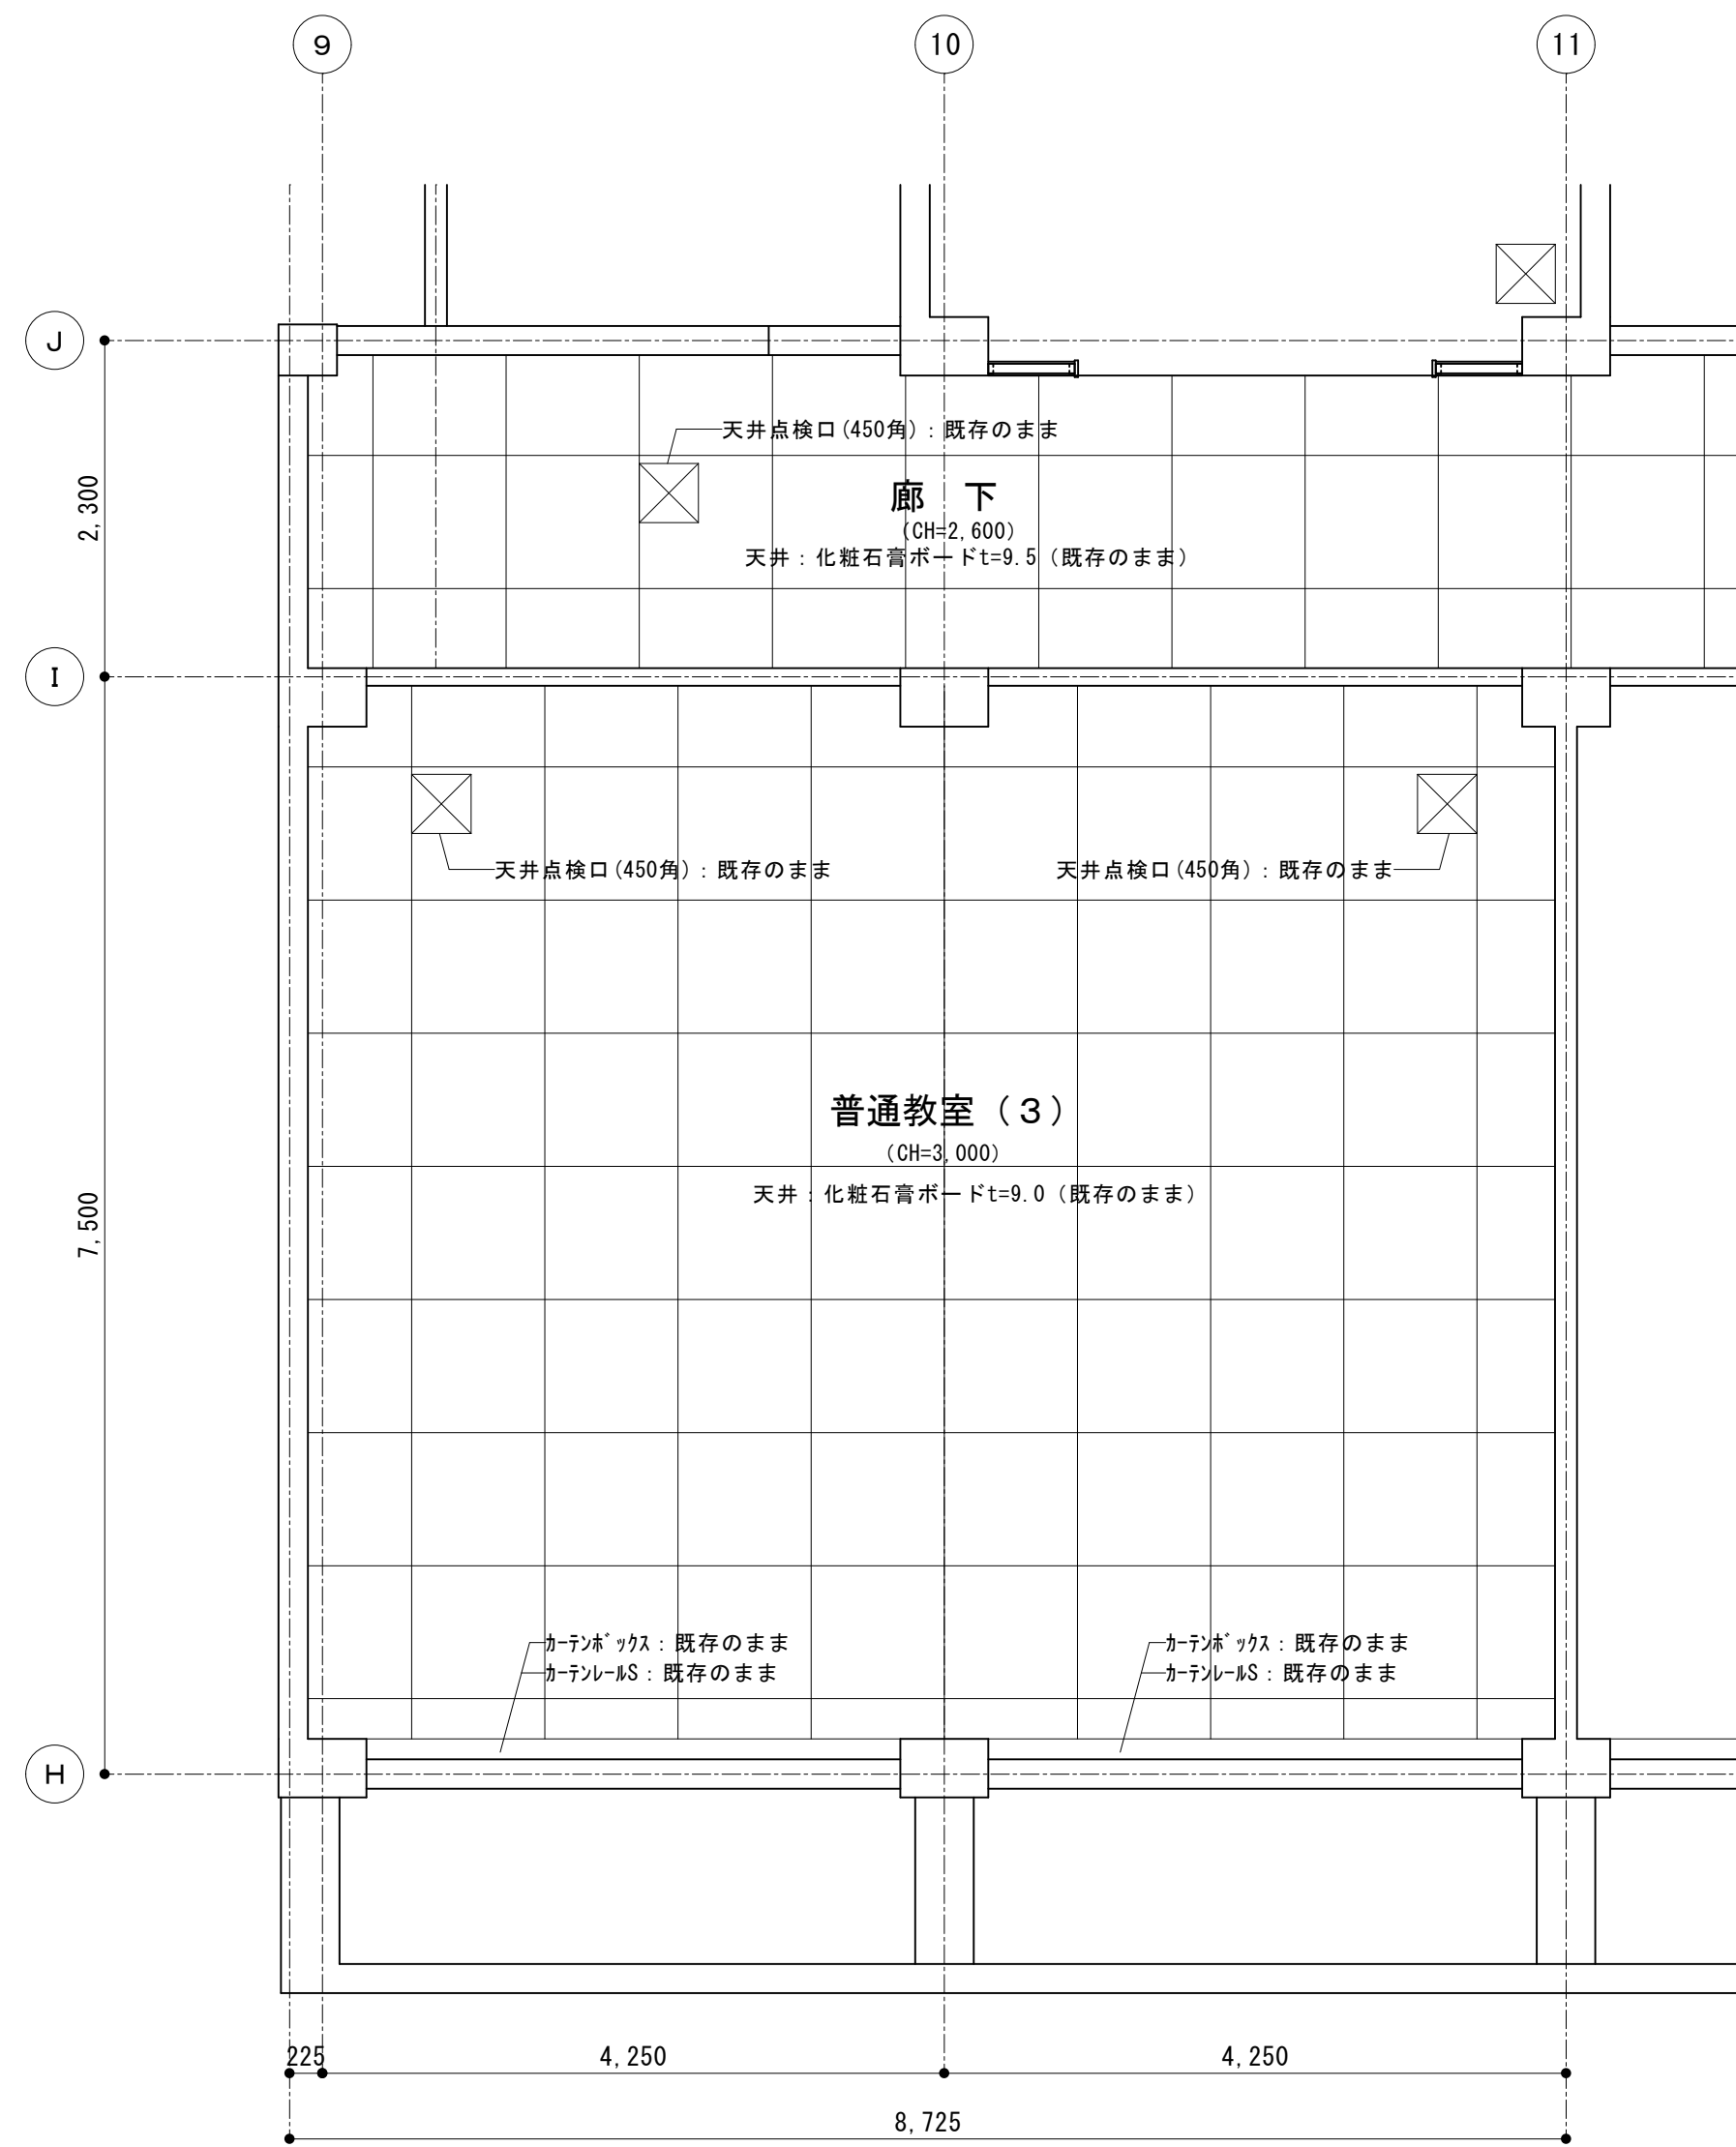 9
10
11
J
天井点検口(450角)：既存のまま
廊　下
2,300
(CH=2,600)
天井：化粧石膏ボードt=9.5（既存のまま）
I
天井点検口(450角)：既存のまま
天井点検口(450角)：既存のまま
普通教室（３）
(CH=3,000)
天井：化粧石膏ボードt=9.0（既存のまま）
7,500
ｶｰﾃﾝﾎﾞｯｸｽ：既存のまま
ｶｰﾃﾝﾚｰﾙS：既存のまま
ｶｰﾃﾝﾎﾞｯｸｽ：既存のまま
ｶｰﾃﾝﾚｰﾙS：既存のまま
H
225
4,250
4,250
8,725